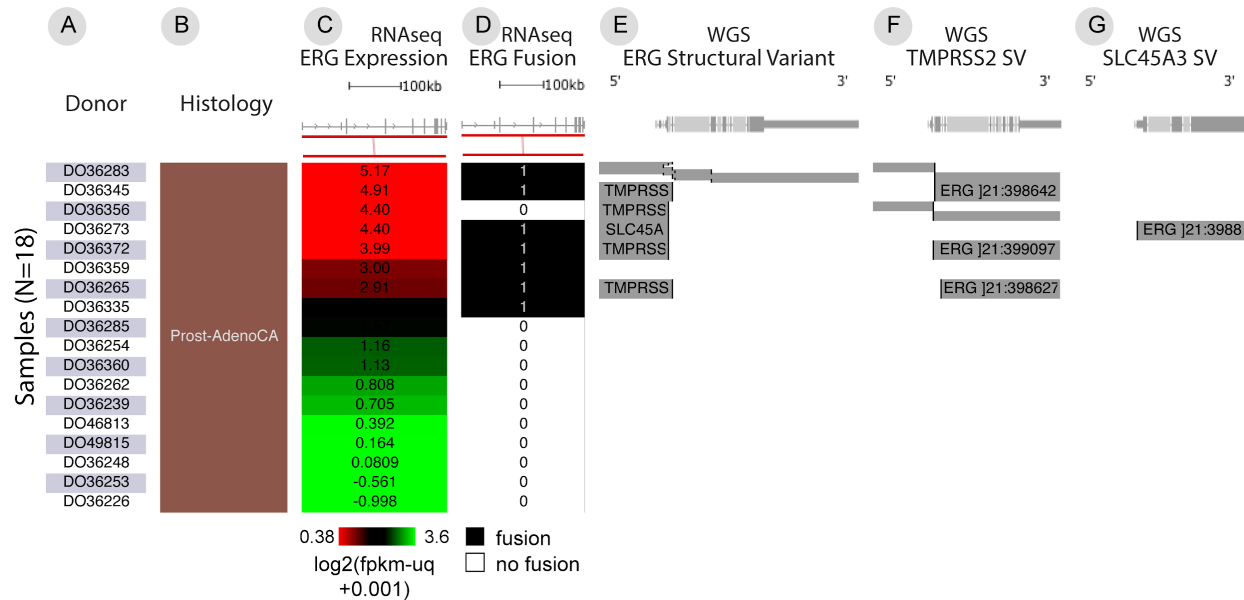 A
B
C
D
E
F
G
RNAseq
ERG Expression
RNAseq
ERG Fusion
WGS
ERG Structural Variant
WGS
TMPRSS2 SV
WGS
SLC45A3 SV
Donor
Histology
100kb
100kb
5' 3'
5' 3'
5' 3'
Samples (N=18)
Prost-AdenoCA
DO36283 5.17 1
DO36345 4.91 1 TMPRSS ERG ]21:398642
DO36356 4.40 0 TMPRSS
DO36273 4.40 1 SLC45A ERG ]21:3988
DO36372 3.99 1 TMPRSS ERG ]21:399097
DO36359 3.00 1
DO36265 2.91 1 TMPRSS ERG ]21:398627
DO36335 1
DO36285 0
DO36254 1.16 0
DO36360 1.13 0
DO36262 0.808 0
DO36239 0.705 0
DO46813 0.392 0
DO49815 0.164 0
DO36248 0.0809 0
DO36253 -0.561 0
DO36226 -0.998 0
0.38 3.6
log2(fpkm-uq
+0.001)
fusion
no fusion